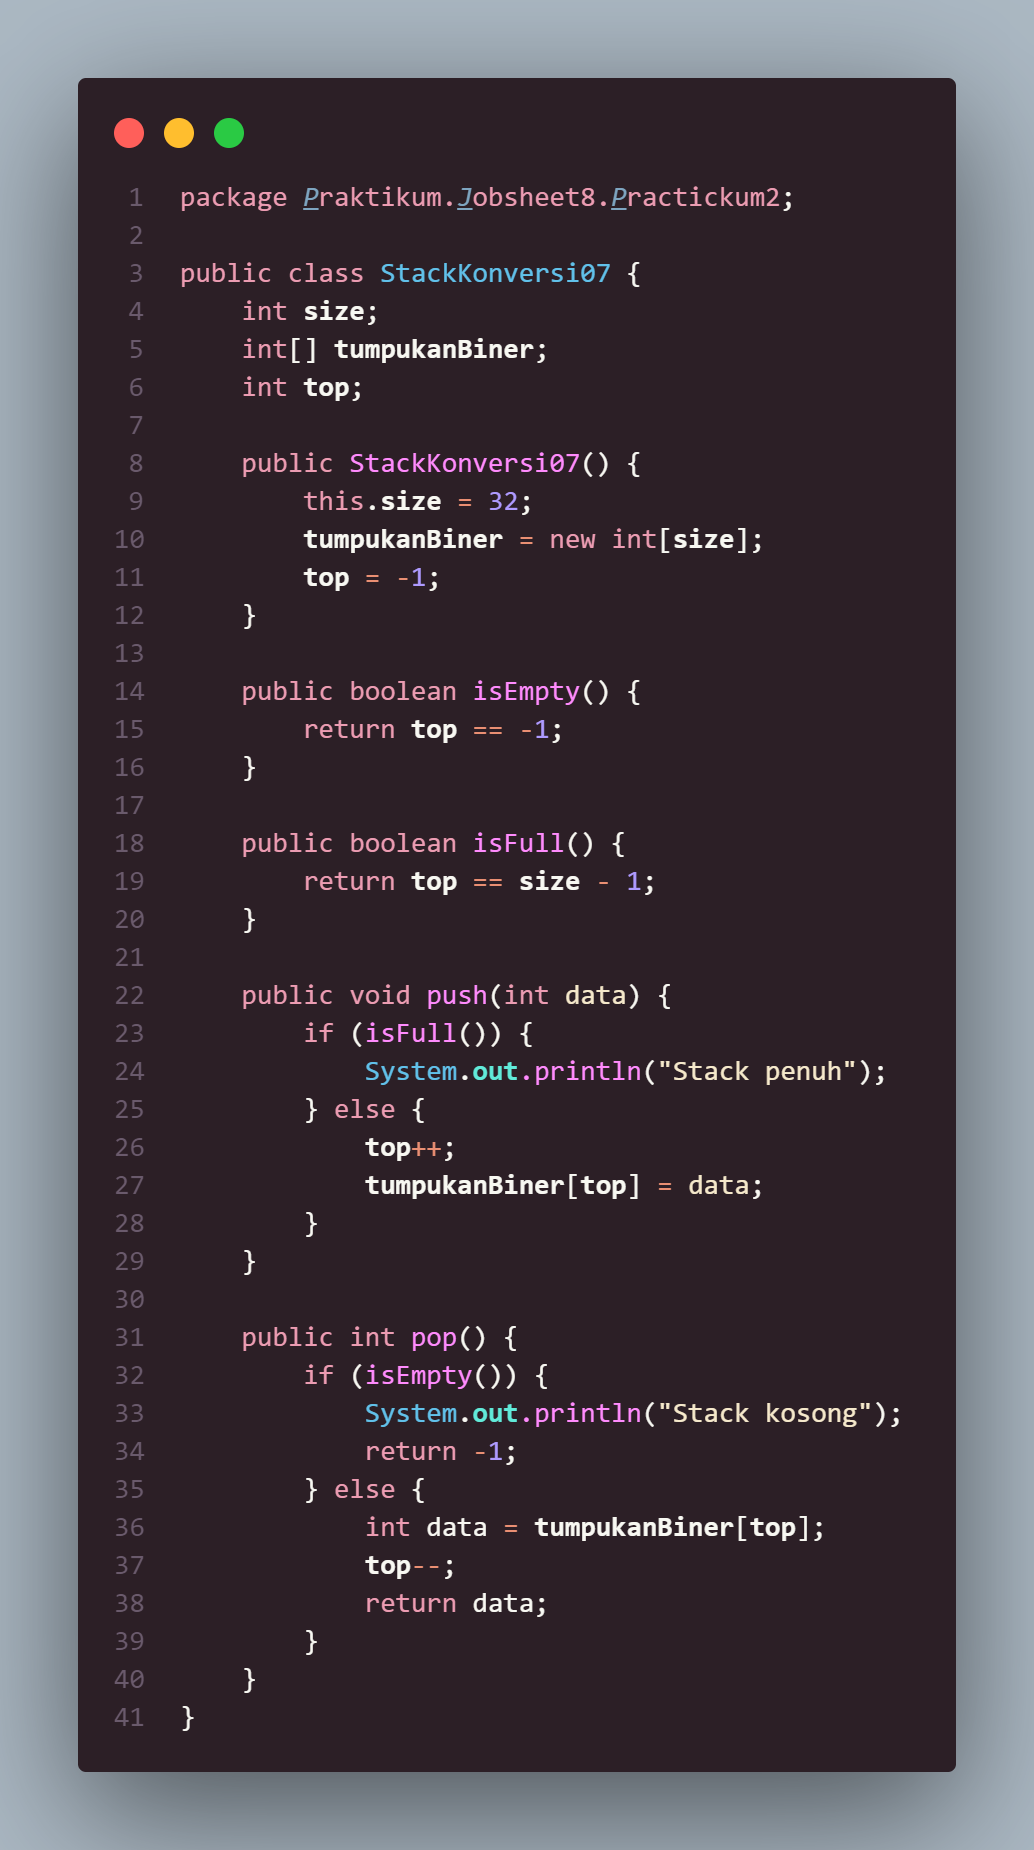 1 package Praktikum.Jobsheet8.Practickum2;
2
3 public class StackKonversi07 {
4     int size;
5     int[] tumpukanBiner;
6     int top;
7
8     public StackKonversi07() {
9         this.size = 32;
10         tumpukanBiner = new int[size];
11         top = -1;
12     }
13
14     public boolean isEmpty() {
15         return top == -1;
16     }
17
18     public boolean isFull() {
19         return top == size - 1;
20     }
21
22     public void push(int data) {
23         if (isFull()) {
24             System.out.println("Stack penuh");
25         } else {
26             top++;
27             tumpukanBiner[top] = data;
28         }
29     }
30
31     public int pop() {
32         if (isEmpty()) {
33             System.out.println("Stack kosong");
34             return -1;
35         } else {
36             int data = tumpukanBiner[top];
37             top--;
38             return data;
39         }
40     }
41 }